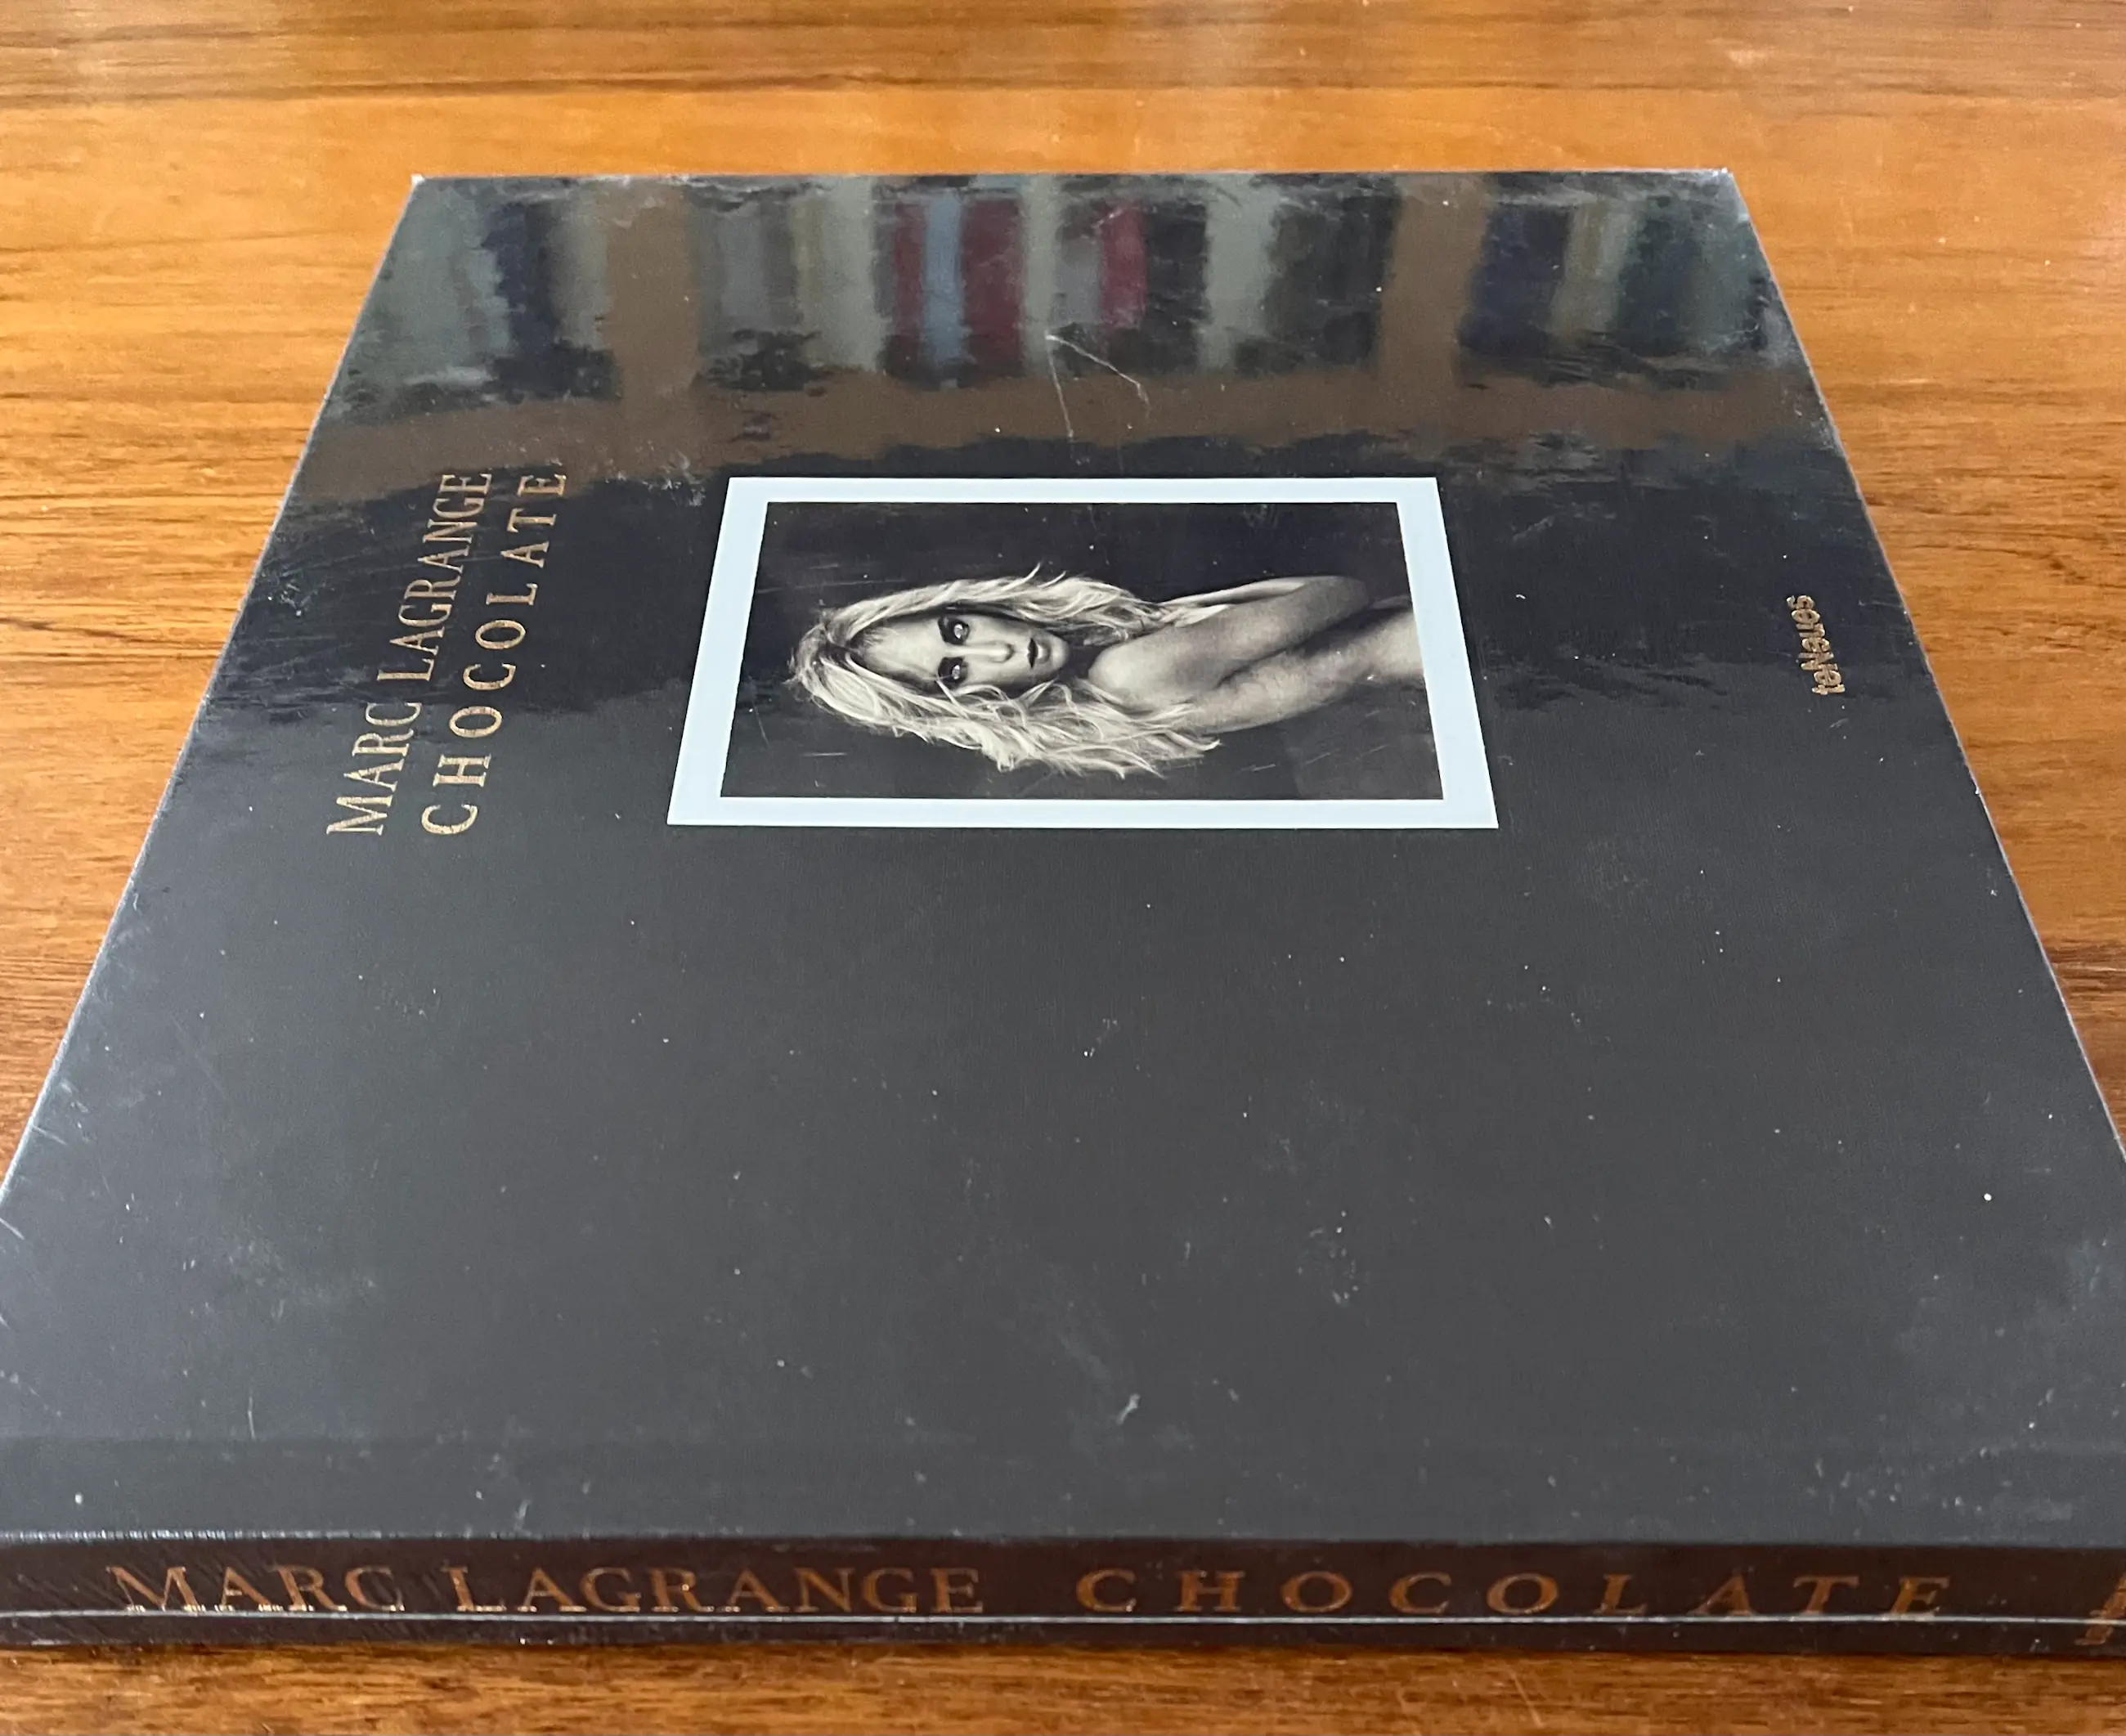 MARC LAGRANGE
CHOCOLATE
teNeues
MARC LAGRANGE CHOCOLATE